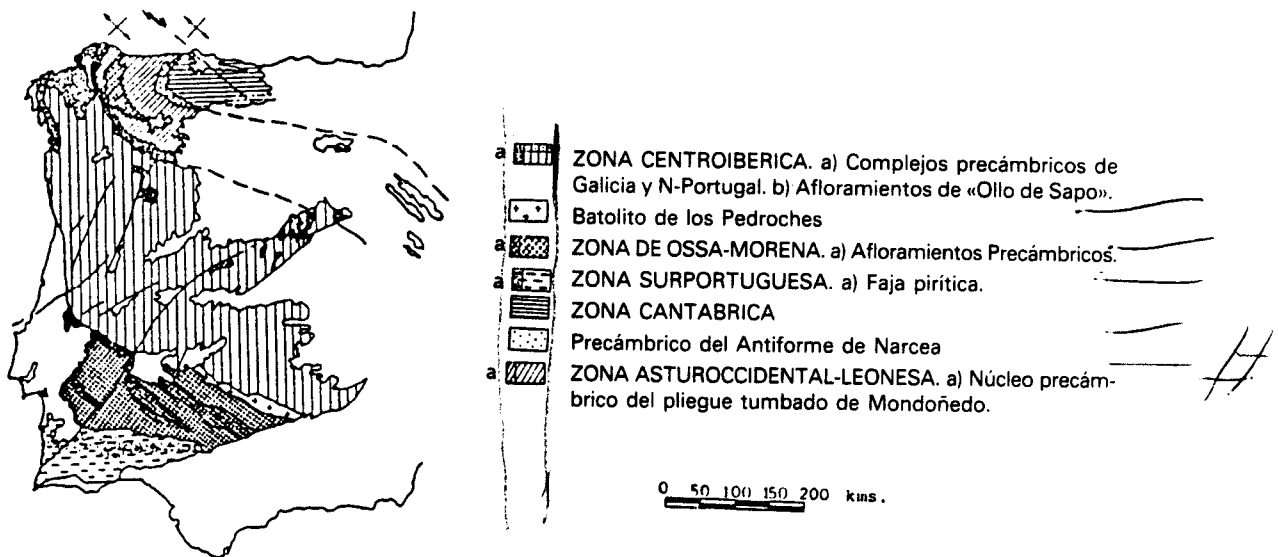 a ZONA CENTROIBERICA. a) Complejos precámbricos de
Galicia y N-Portugal. b) Afloramientos de «Ollo de Sapo».
Batolito de los Pedroches
a ZONA DE OSSA-MORENA. a) Afloramientos Precámbricos.
a ZONA SURPORTUGUESA. a) Faja pirítica.
ZONA CANTABRICA
Precámbrico del Antiforme de Narcea
a ZONA ASTUROCCIDENTAL-LEONESA. a) Núcleo precám-
brico del pliegue tumbado de Mondoñedo.
0 50 100 150 200 kms.